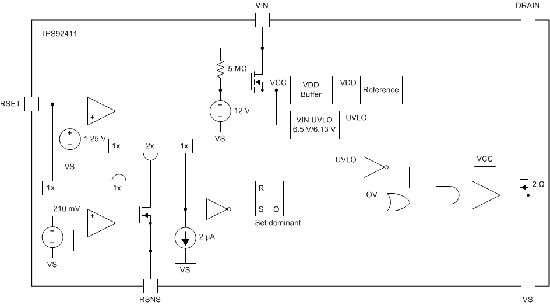 VIN
DRAIN
TPS92411
5 MΩ
VCC
VDD
Buffer
VDD
Reference
RSET
12 V
VIN UVLO
6.5 V/6.13 V
UVLO
1.25 V
VS
1x
2x
1x
VS
UVLO
VCC
1x
1x
R
2 Ω
OV
210 mV
S
Q
Set dominant
2 µA
VS
VS
RSNS
VS